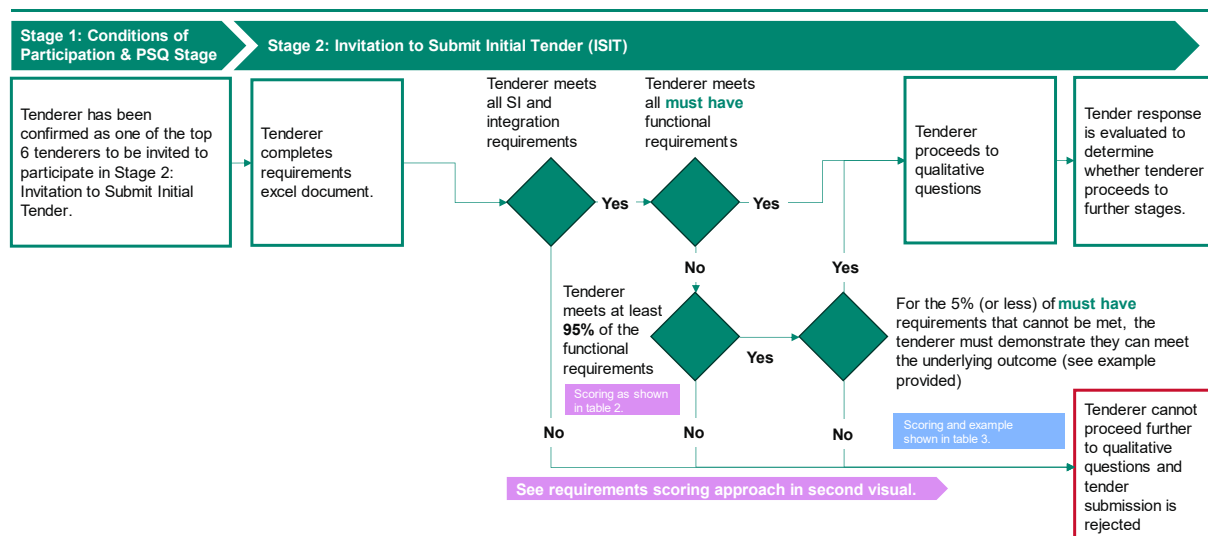 Stage 1: Conditions of
Participation & PSQ Stage
Stage 2: Invitation to Submit Initial Tender (ISIT)
Tenderer has been
confirmed as one of the top
6 tenderers to be invited to
participate in Stage 2:
Invitation to Submit Initial
Tender.
Tenderer
completes
requirements
excel document.
Tenderer meets
all SI and
integration
requirements
Tenderer meets
all must have
functional
requirements
Tenderer
proceeds to
qualitative
questions
Tender response
is evaluated to
determine
whether tenderer
proceeds to
further stages.
Yes
Yes
No
Yes
Tenderer
meets at least
95% of the
functional
requirements
Yes
For the 5% (or less) of must have
requirements that cannot be met, the
tenderer must demonstrate they can meet
the underlying outcome (see example
provided)
Scoring as shown
in table 2.
No
No
No
Scoring and example
shown in table 3.
Tenderer cannot
proceed further
to qualitative
questions and
tender
submission is
rejected
See requirements scoring approach in second visual.